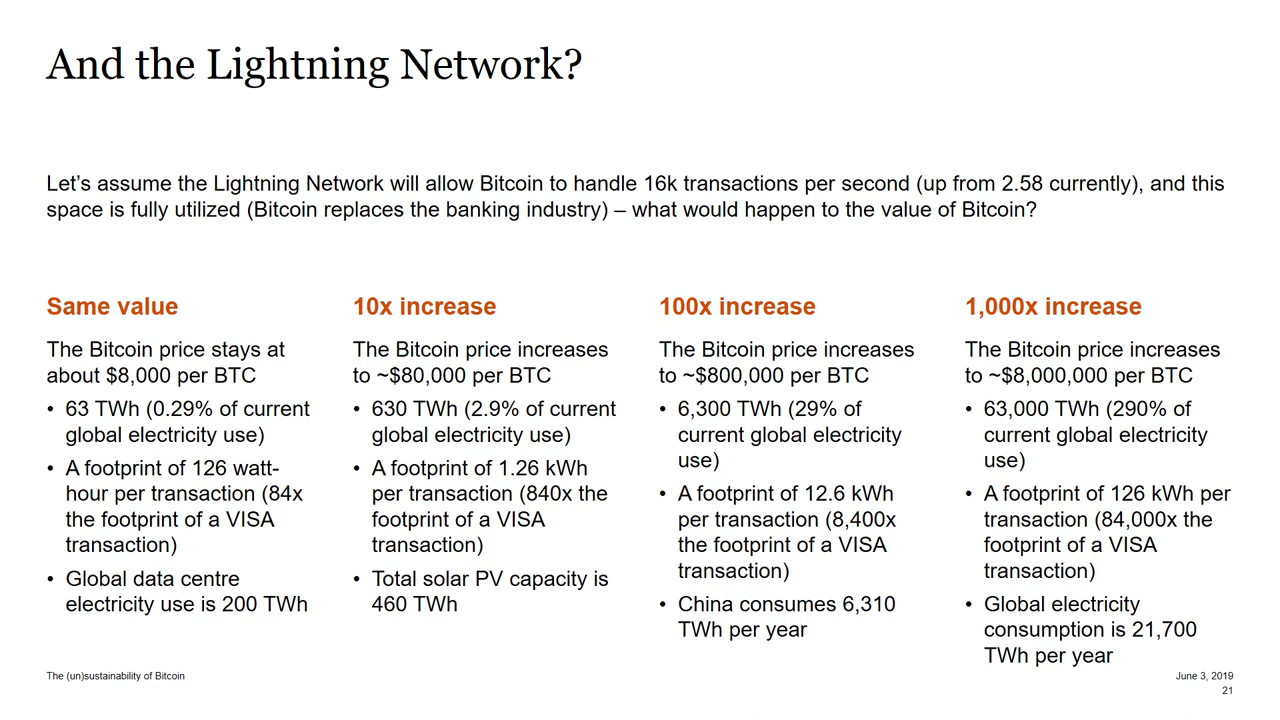 And the Lightning Network?
Let’s assume the Lightning Network will allow Bitcoin to handle 16k transactions per second (up from 2.58 currently), and this
space is fully utilized (Bitcoin replaces the banking industry) – what would happen to the value of Bitcoin?
Same value
The Bitcoin price stays at
about $8,000 per BTC
• 63 TWh (0.29% of current
global electricity use)
• A footprint of 126 watt-
hour per transaction (84x
the footprint of a VISA
transaction)
• Global data centre
electricity use is 200 TWh
10x increase
The Bitcoin price increases
to ~$80,000 per BTC
• 630 TWh (2.9% of current
global electricity use)
• A footprint of 1.26 kWh
per transaction (840x the
footprint of a VISA
transaction)
• Total solar PV capacity is
460 TWh
100x increase
The Bitcoin price increases
to ~$800,000 per BTC
• 6,300 TWh (29% of
current global electricity
use)
• A footprint of 12.6 kWh
per transaction (8,400x
the footprint of a VISA
transaction)
• China consumes 6,310
TWh per year
1,000x increase
The Bitcoin price increases
to ~$8,000,000 per BTC
• 63,000 TWh (290% of
current global electricity
use)
• A footprint of 126 kWh per
transaction (84,000x the
footprint of a VISA
transaction)
• Global electricity
consumption is 21,700
TWh per year
The (un)sustainability of Bitcoin
June 3, 2019
21